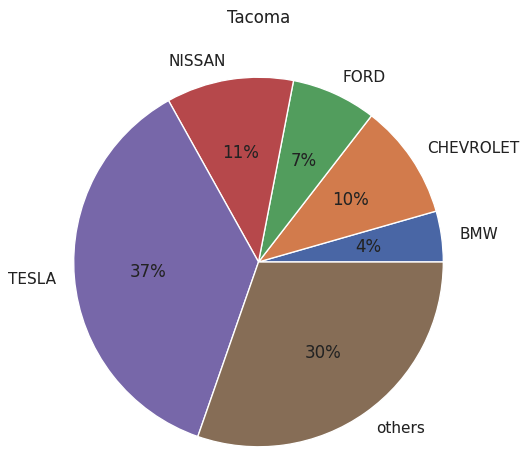 Tacoma
NISSAN
FORD
CHEVROLET
11%
7%
10%
BMW
4%
TESLA
37%
30%
others